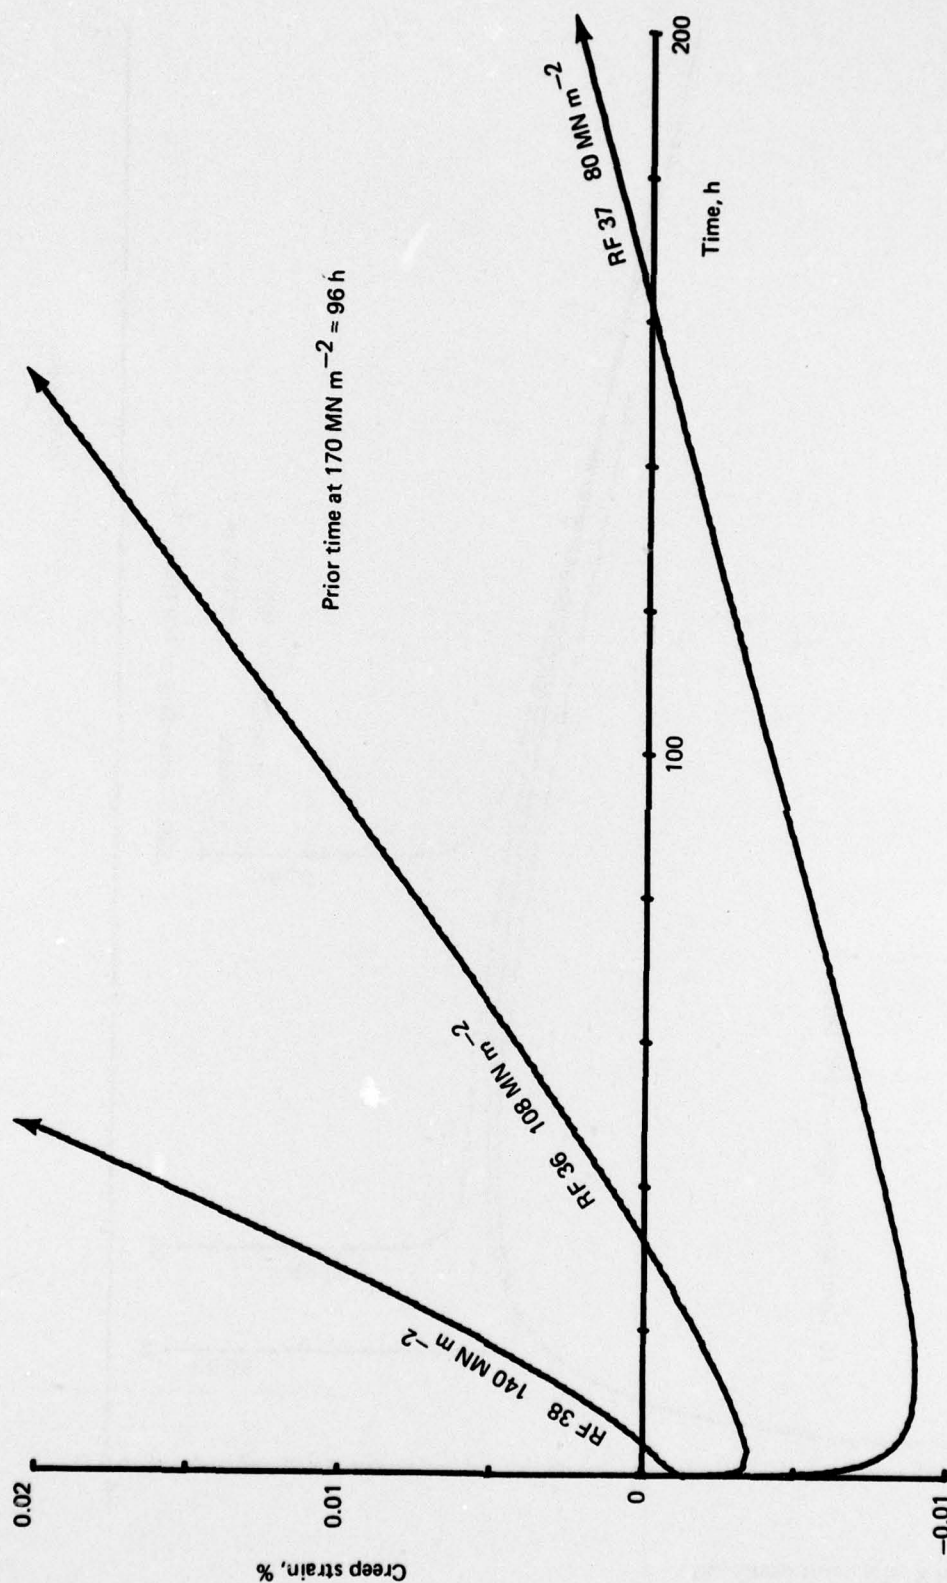 Creep strain, %
0.02
0.01
0
−0.01
RF 38 140 MN m−2
RF 36 108 MN m−2
RF 37 80 MN m−2
Prior time at 170 MN m−2 = 96 h
100
200
Time, h